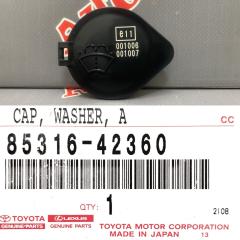 e11
001006
001007
CAP, WASHER, A
CC
85316-42360
QTY: 1
2108
TOYOTA
GENUINE PARTS
LEXUS
GENUINE PARTS
TOYOTA MOTOR CORPORATION
MADE IN JAPAN 13